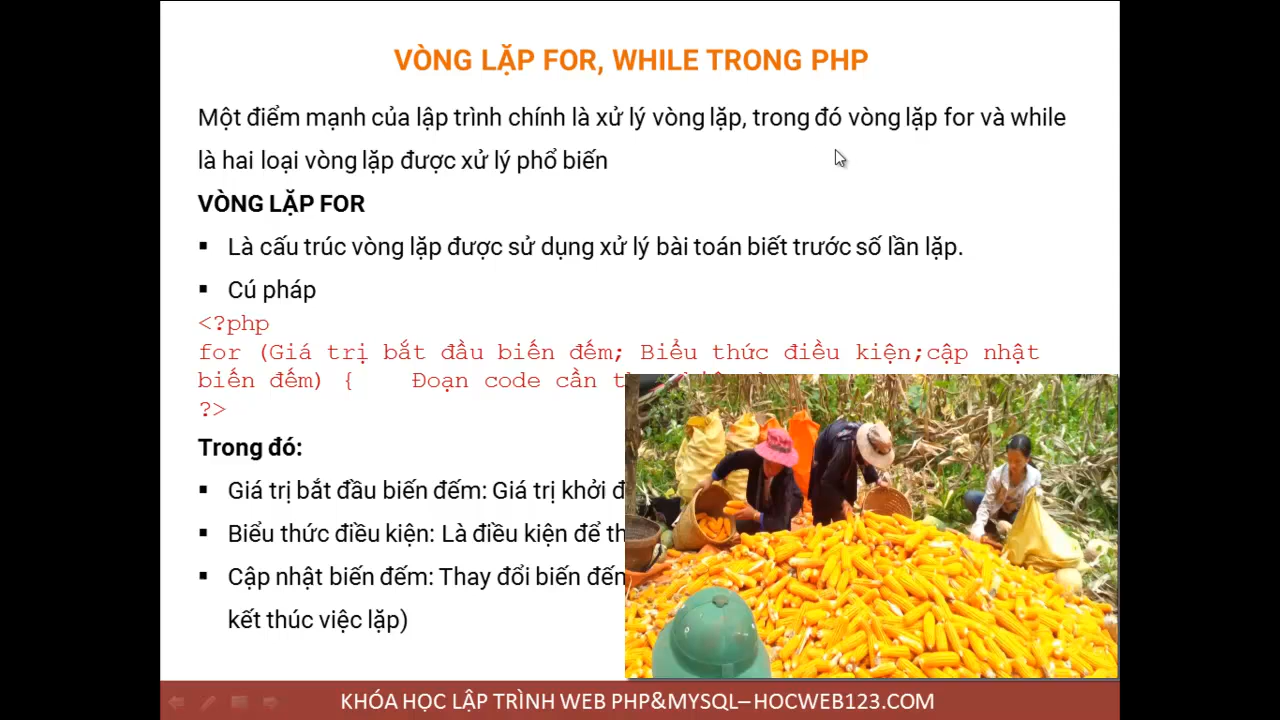 VÒNG LẶP FOR, WHILE TRONG PHP
Một điểm mạnh của lập trình chính là xử lý vòng lặp, trong đó vòng lặp for và while
là hai loại vòng lặp được xử lý phổ biến
VÒNG LẶP FOR
▪ Là cấu trúc vòng lặp được sử dụng xử lý bài toán biết trước số lần lặp.
▪ Cú pháp
<?php
for (Giá trị bắt đầu biến đếm; Biểu thức điều kiện;cập nhật
biến đếm) { Đoạn code cần
?>
Trong đó:
▪ Giá trị bắt đầu biến đếm: Giá trị khởi
▪ Biểu thức điều kiện: Là điều kiện để
▪ Cập nhật biến đếm: Thay đổi biến
kết thúc việc lặp)
KHÓA HỌC LẬP TRÌNH WEB PHP&MYSQL–HOCWEB123.COM